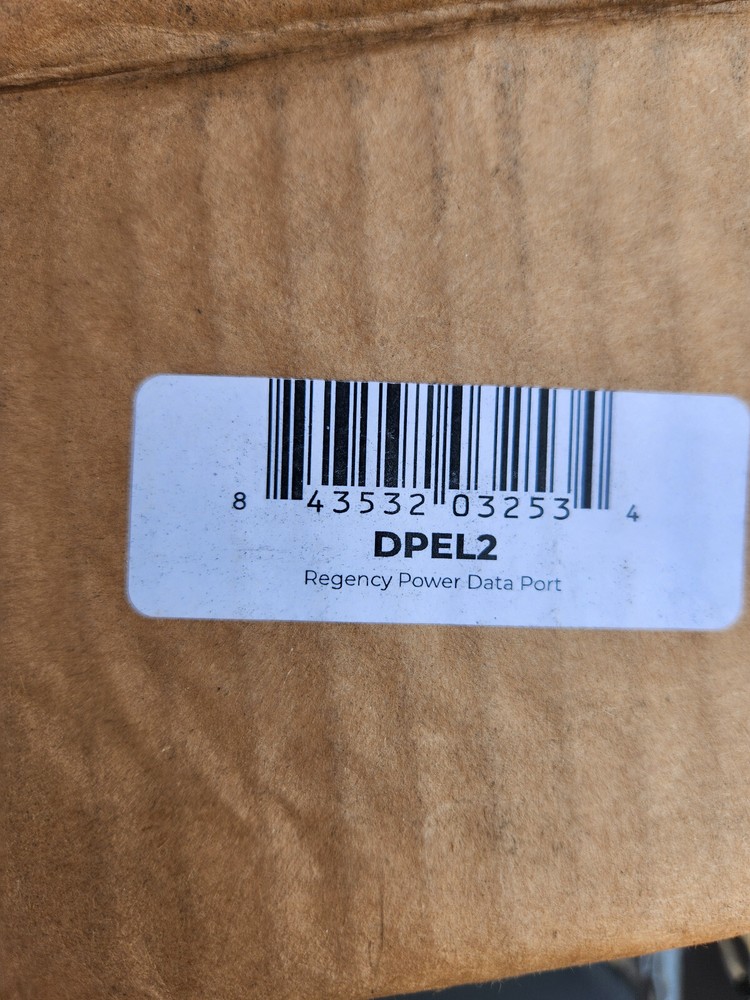 8 43532 03253 4
DPEL2
Regency Power Data Port